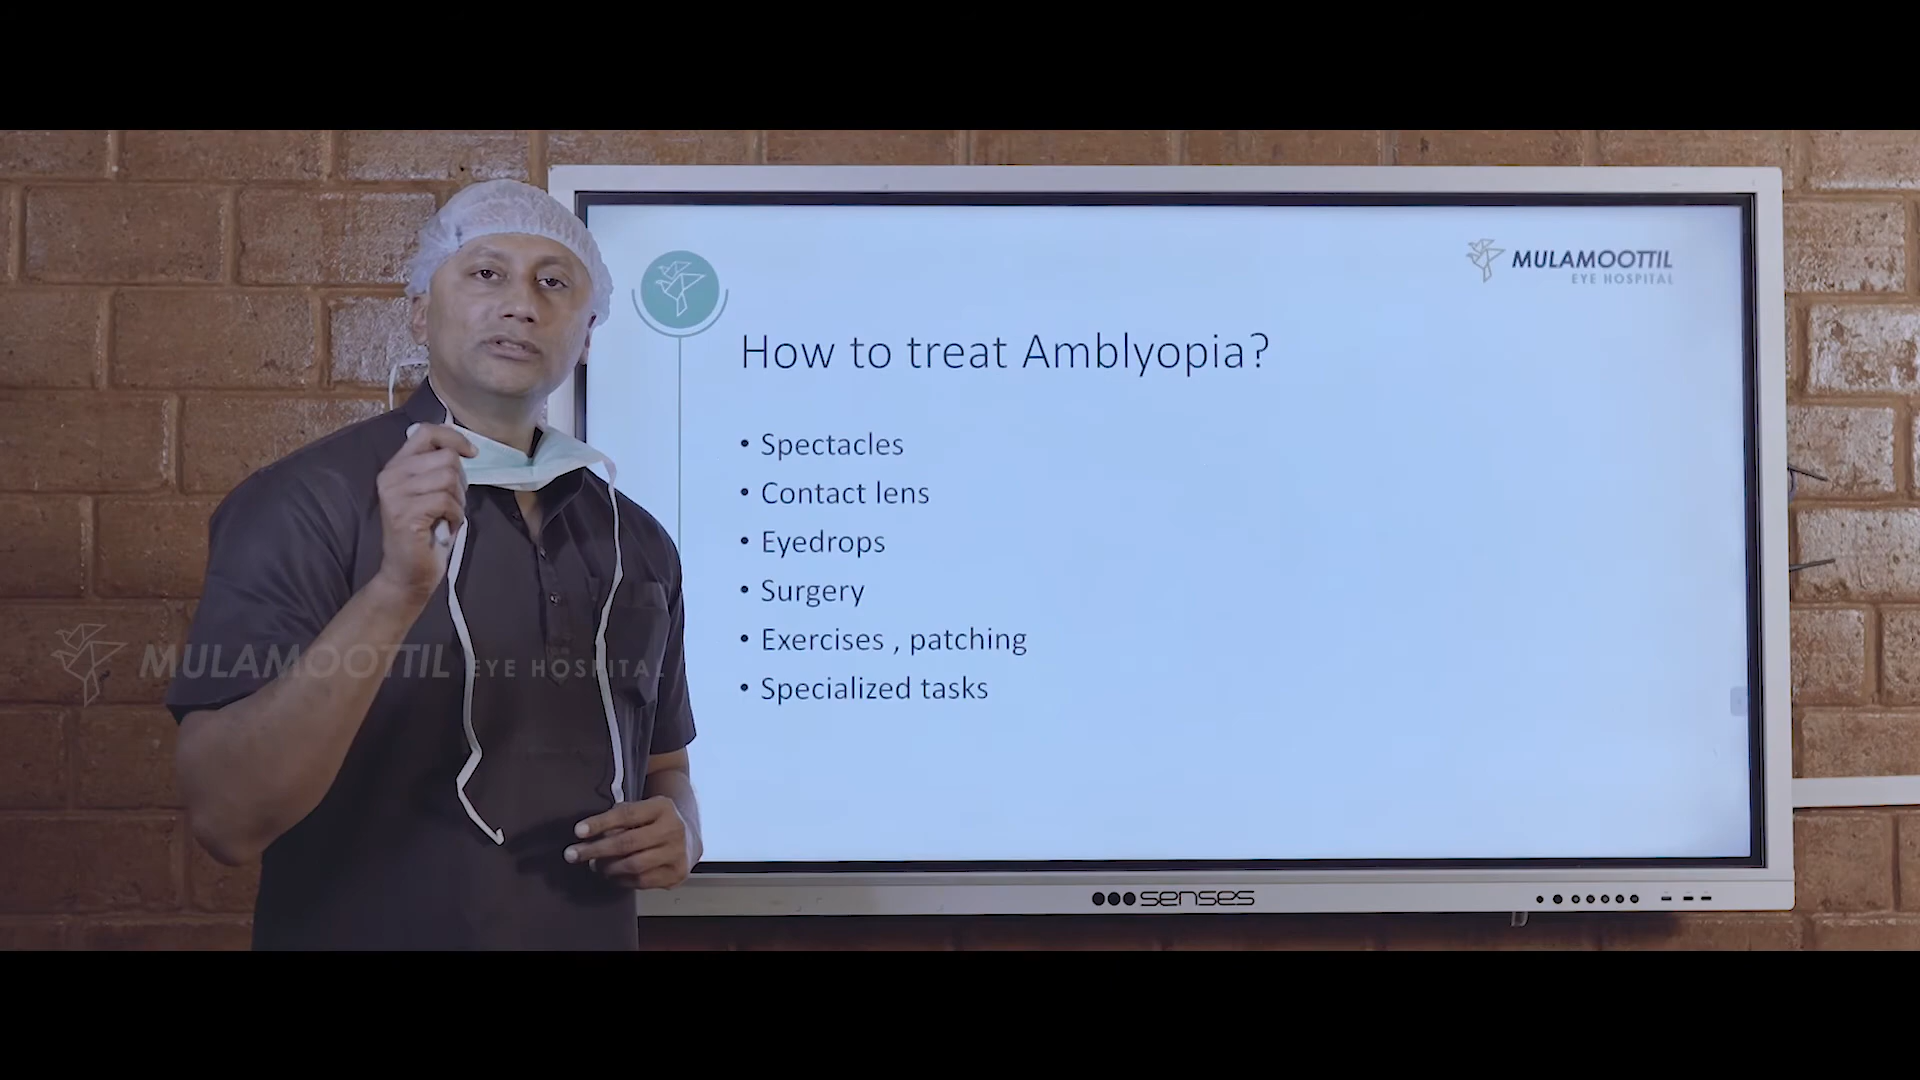 MULAMOOTTIL
EYE HOSPITAL
How to treat Amblyopia?
• Spectacles
• Contact lens
• Eyedrops
• Surgery
• Exercises , patching
• Specialized tasks
MULAMOOTTIL EYE HOSPITAL
senses